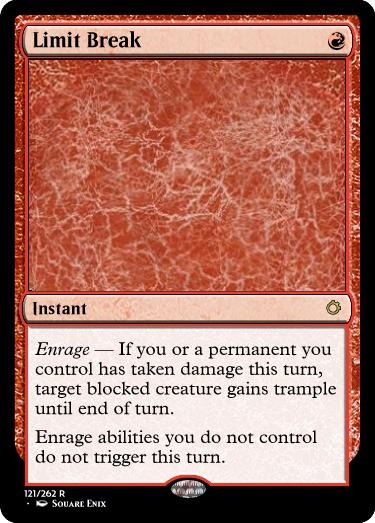 Limit Break
Instant
Enrage — If you or a permanent you
control has taken damage this turn,
target blocked creature gains trample
until end of turn.
Enrage abilities you do not control
do not trigger this turn.
121/262 R
· Square Enix